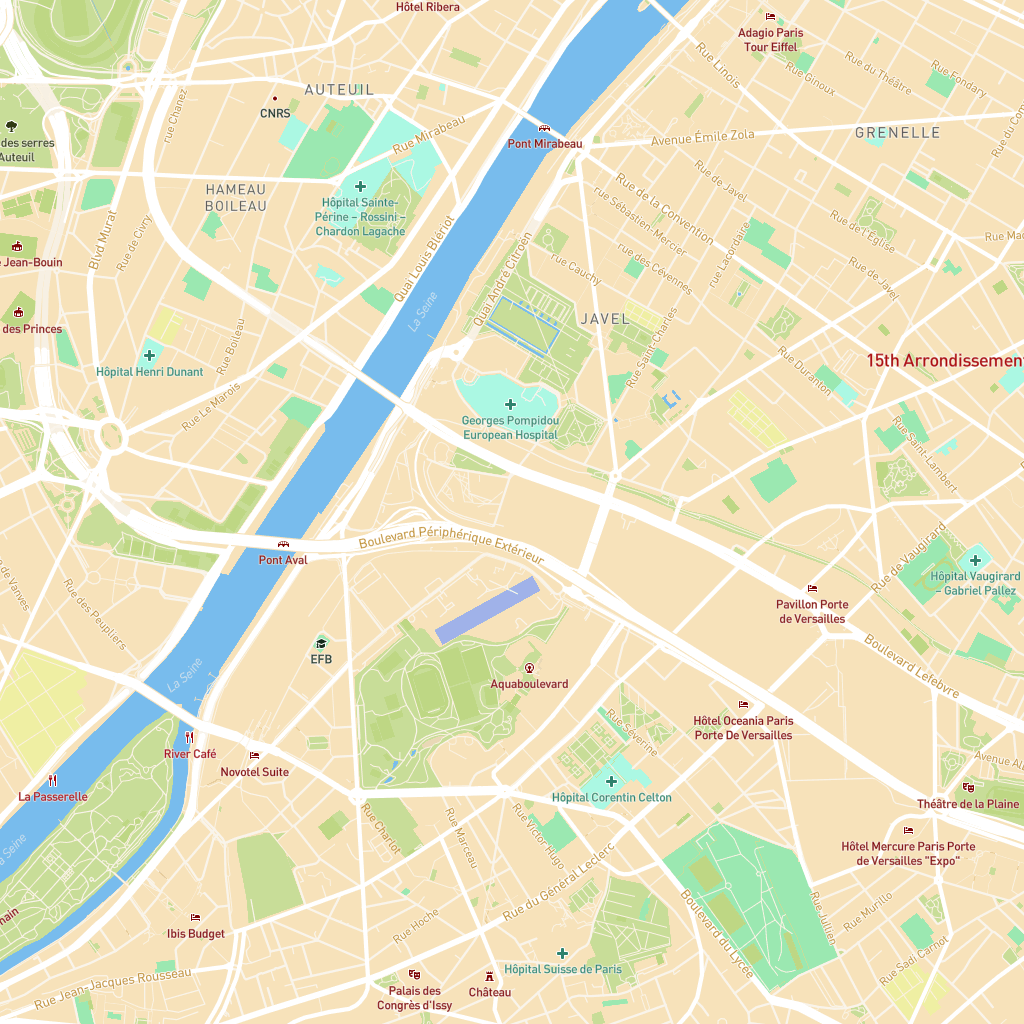 Hôtel Ribera
Adagio Paris
Tour Eiffel
Rue Linois
Rue Ginoux
Rue du Théâtre
Rue Fondary
AUTEUIL
CNRS
rue Chanez
Rue Mirabeau
Pont Mirabeau
Avenue Émile Zola
GRENELLE
des serres
Auteuil
HAMEAU
BOILEAU
Hôpital Sainte-
Périne – Rossini –
Chardon Lagache
Rue de la Convention
rue Sébastien-Mercier
Rue de Javel
Rue de l'Eglise
Blvd Murat
Rue de Civry
Jean-Bouin
Quai Louis Blériot
Quai André Citroën
rue Cauchy
rue des Cévennes
rue Lacordaire
Rue de Javel
des Princes
La Seine
JAVEL
Rue Boileau
Hôpital Henri Dunant
Rue Saint-Charles
Rue Duranton
15th Arrondissement
Rue Le Marois
Georges Pompidou
European Hospital
Rue Saint-Lambert
Boulevard Périphérique Extérieur
Pont Aval
Rue de Vaugirard
Hôpital Vaugirard
– Gabriel Pallez
de Vanves
Rue des Peupliers
Pavillon Porte
de Versailles
EFB
La Seine
Aquaboulevard
Boulevard Lefebvre
River Café
Novotel Suite
La Passerelle
Rue Séverine
Hôtel Oceania Paris
Porte De Versailles
Hôpital Corentin Celton
Théâtre de la Plaine
Hôtel Mercure Paris Porte
de Versailles "Expo"
Rue Charlot
Rue Marceau
Rue Victor Hugo
Rue du Général Leclerc
Boulevard du Lycée
Rue Jullien
Rue Murillo
Rue Sadi Carnot
Ibis Budget
Rue Hoche
Hôpital Suisse de Paris
Rue Jean-Jacques Rousseau
Palais des
Congrès d'Issy
Château